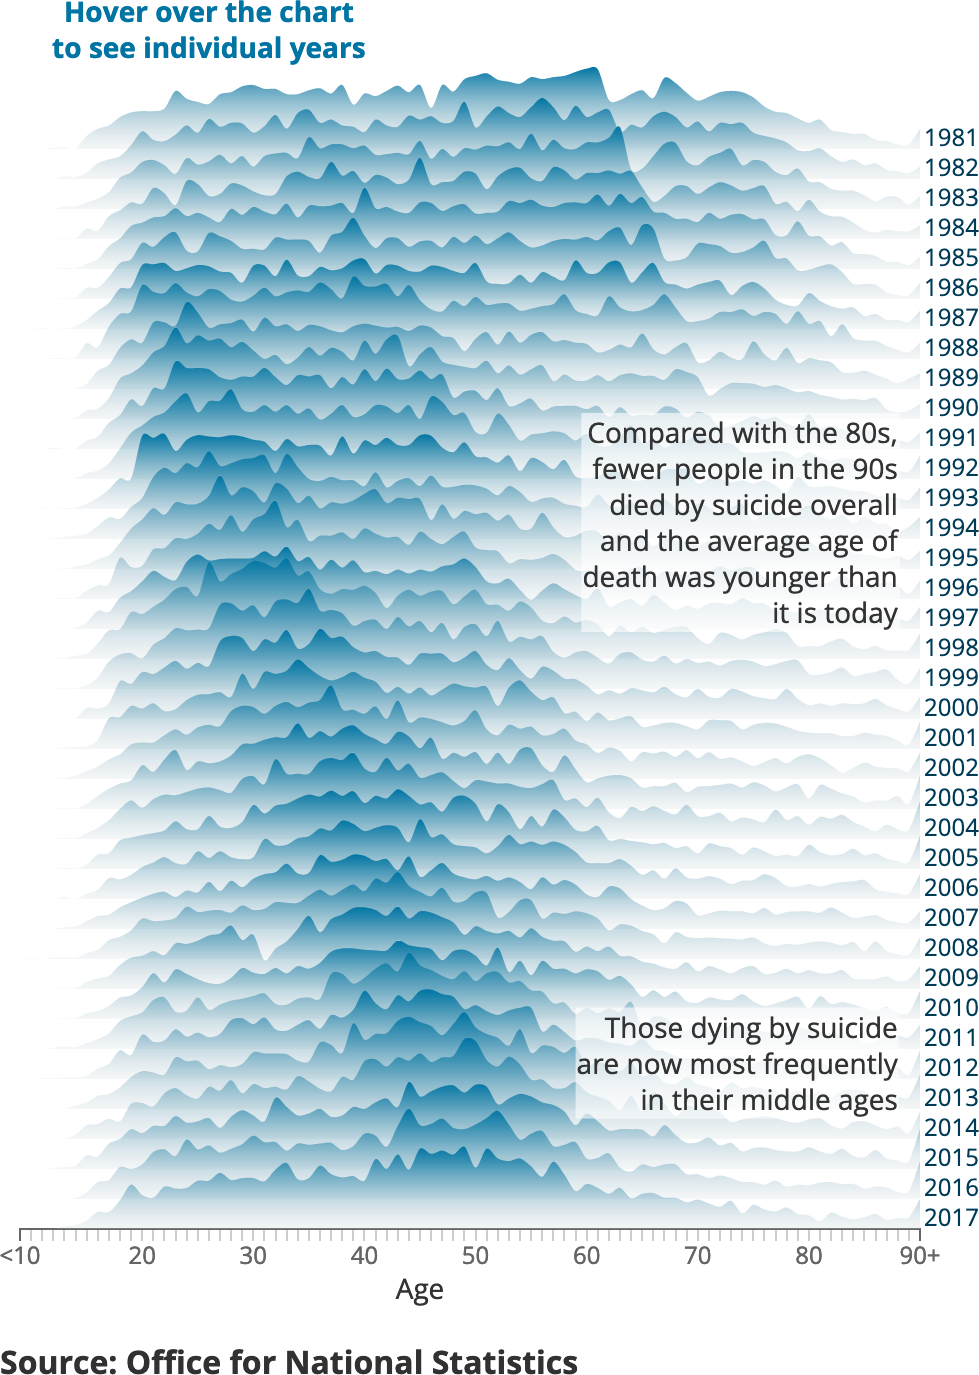 Hover over the chart
to see individual years
1981
1982
1983
1984
1985
1986
1987
1988
1989
1990
1991
Compared with the 80s,
fewer people in the 90s
died by suicide overall
and the average age of
death was younger than
it is today
1992
1993
1994
1995
1996
1997
1998
1999
2000
2001
2002
2003
2004
2005
2006
2007
2008
2009
2010
Those dying by suicide
are now most frequently
in their middle ages
2011
2012
2013
2014
2015
2016
2017
<10 20 30 40 50 60 70 80 90+
Age
Source: Office for National Statistics